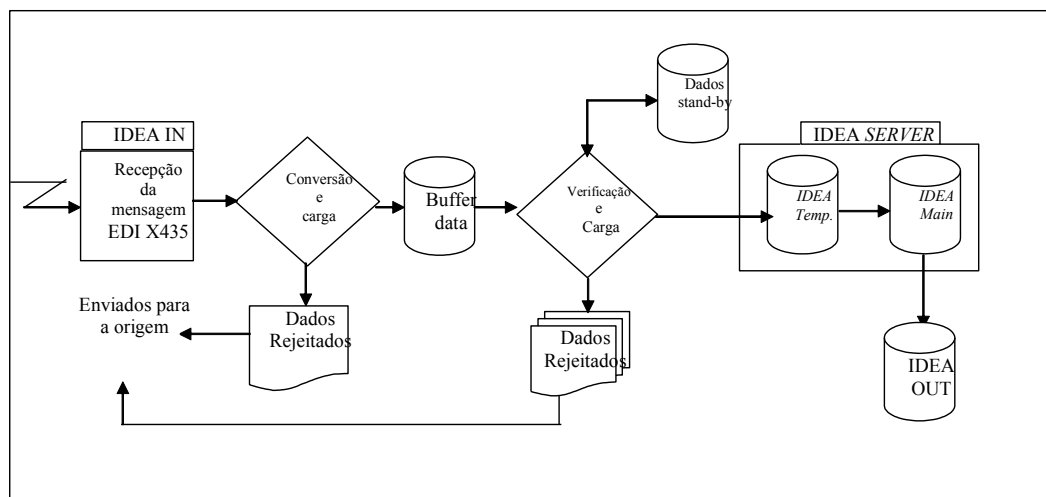 IDEA IN
Recepção
da
mensagem
EDI X435
Conversão
e
carga
Buffer
data
Verificação
e
Carga
Dados
stand-by
IDEA SERVER
IDEA
Temp.
IDEA
Main
Enviados para
a origem
Dados
Rejeitados
Dados
Rejeitados
IDEA
OUT